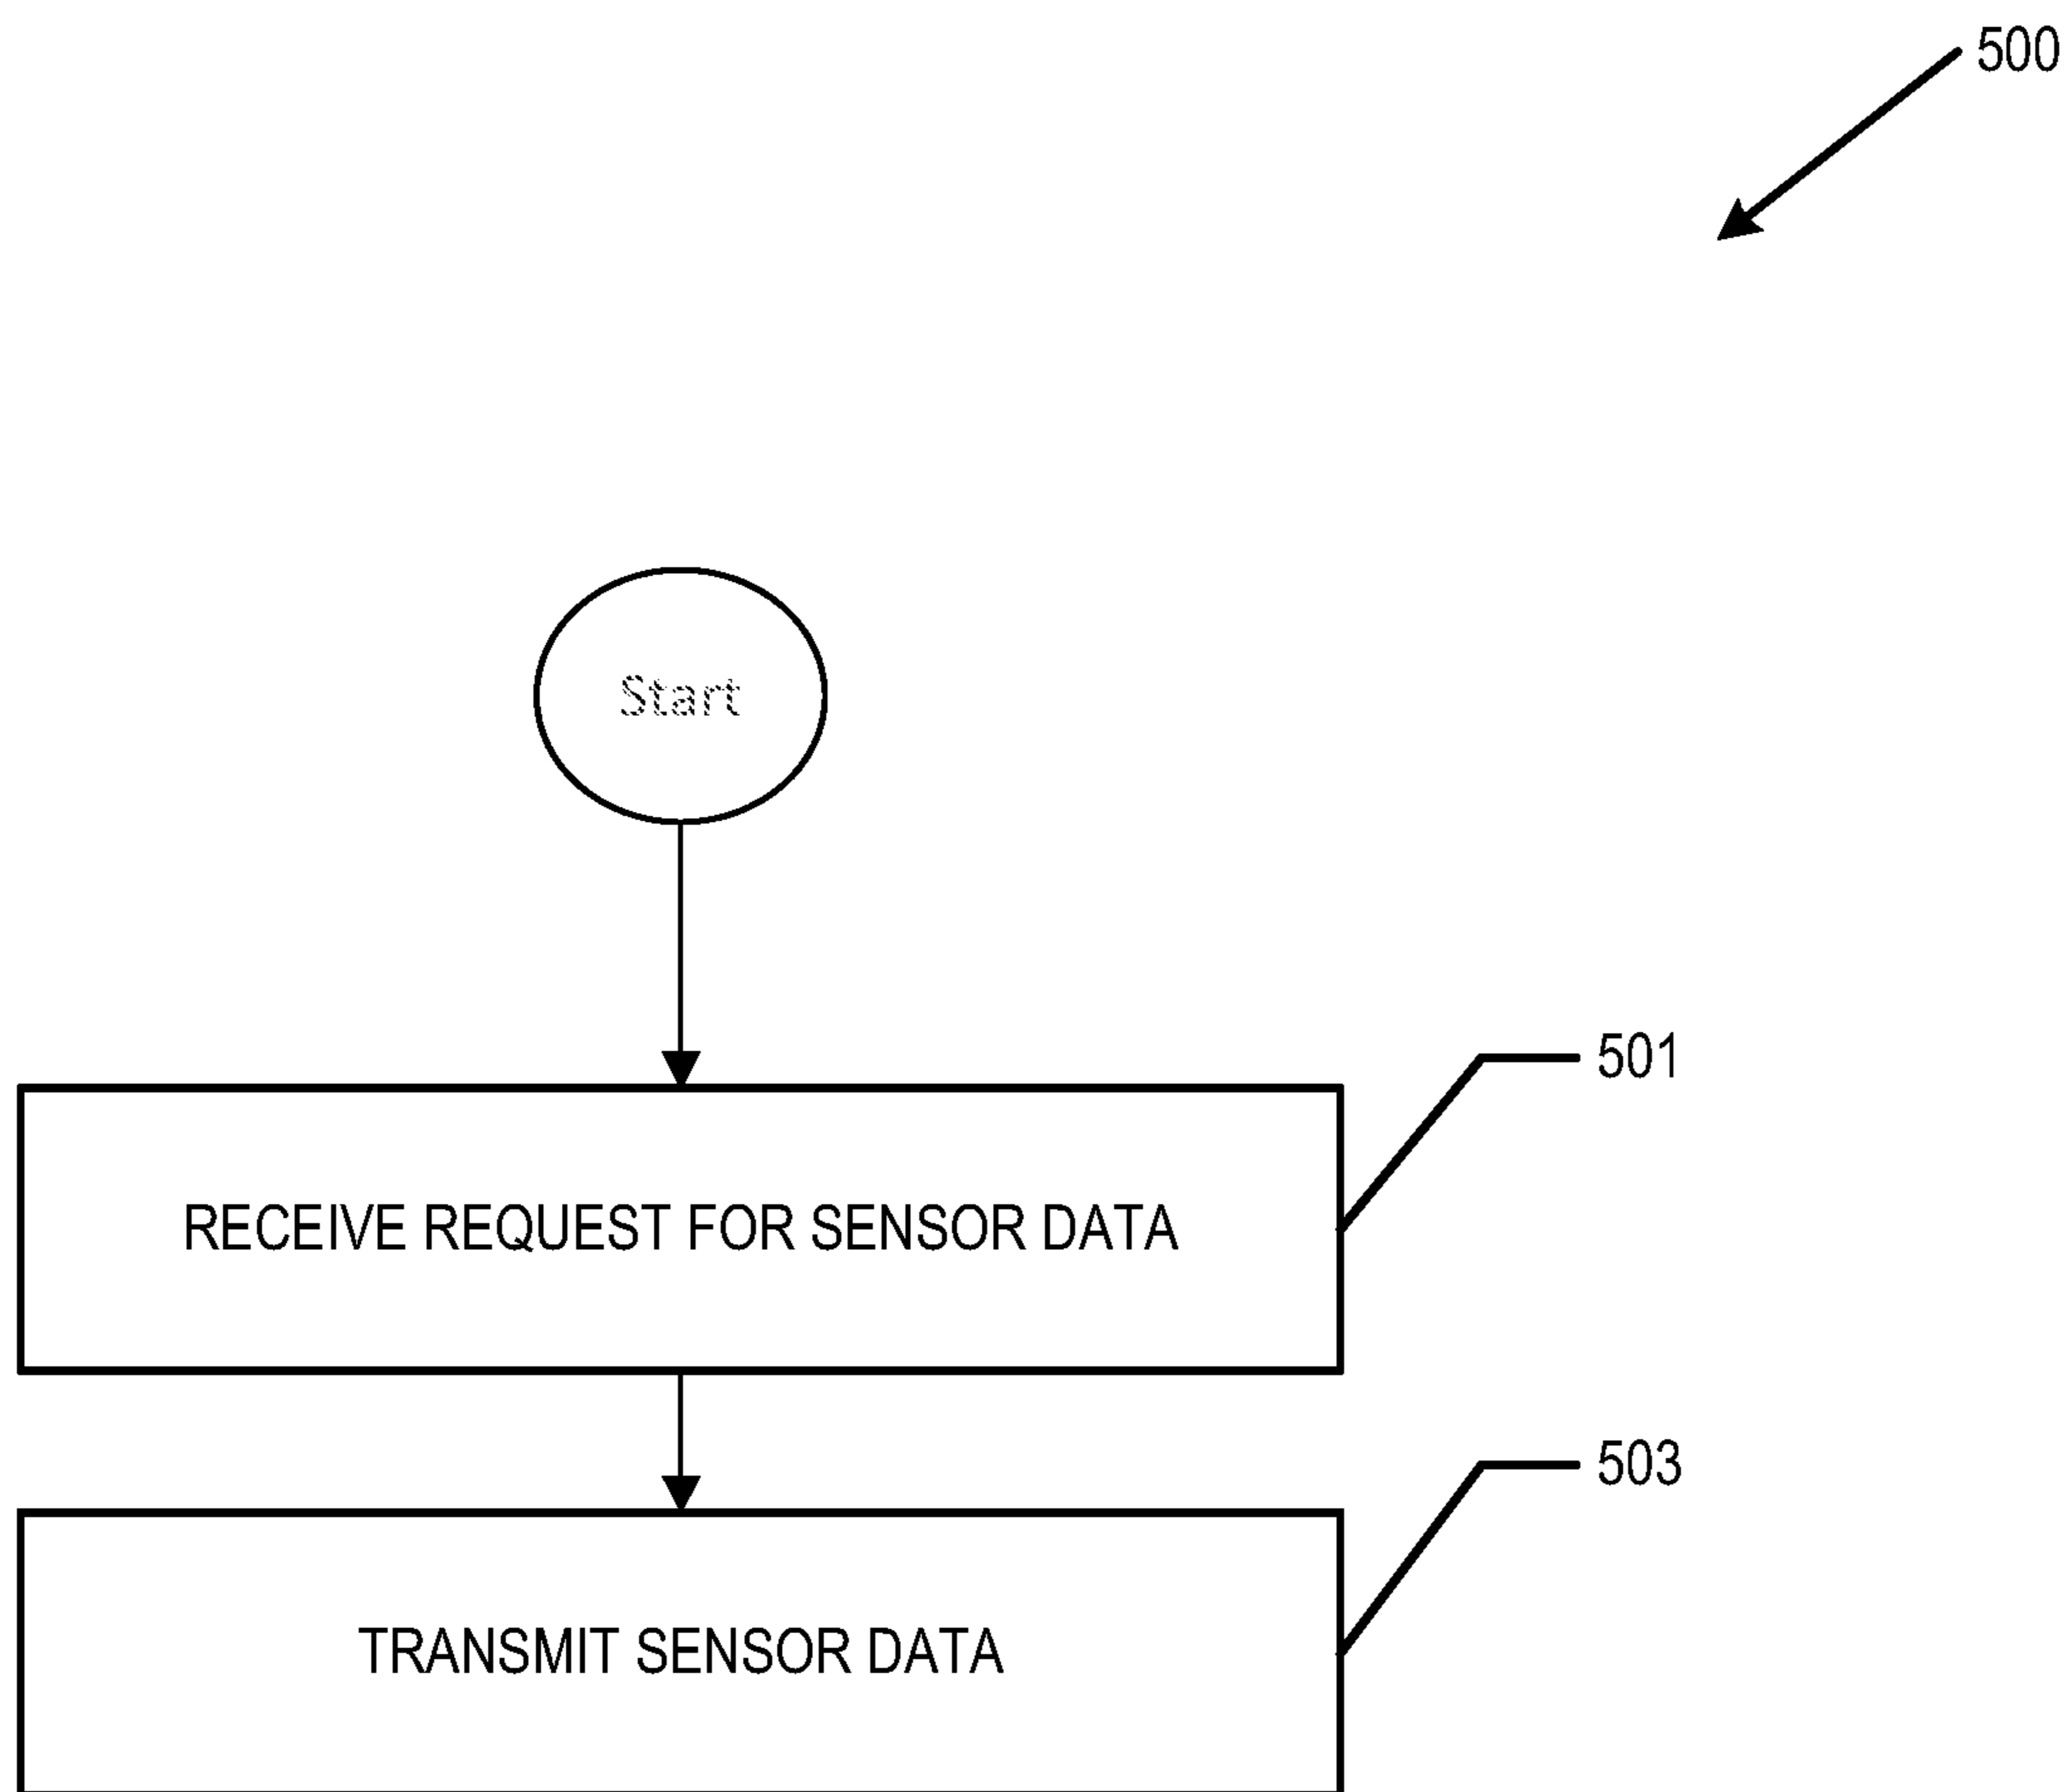 500
Start
501
RECEIVE REQUEST FOR SENSOR DATA
503
TRANSMIT SENSOR DATA